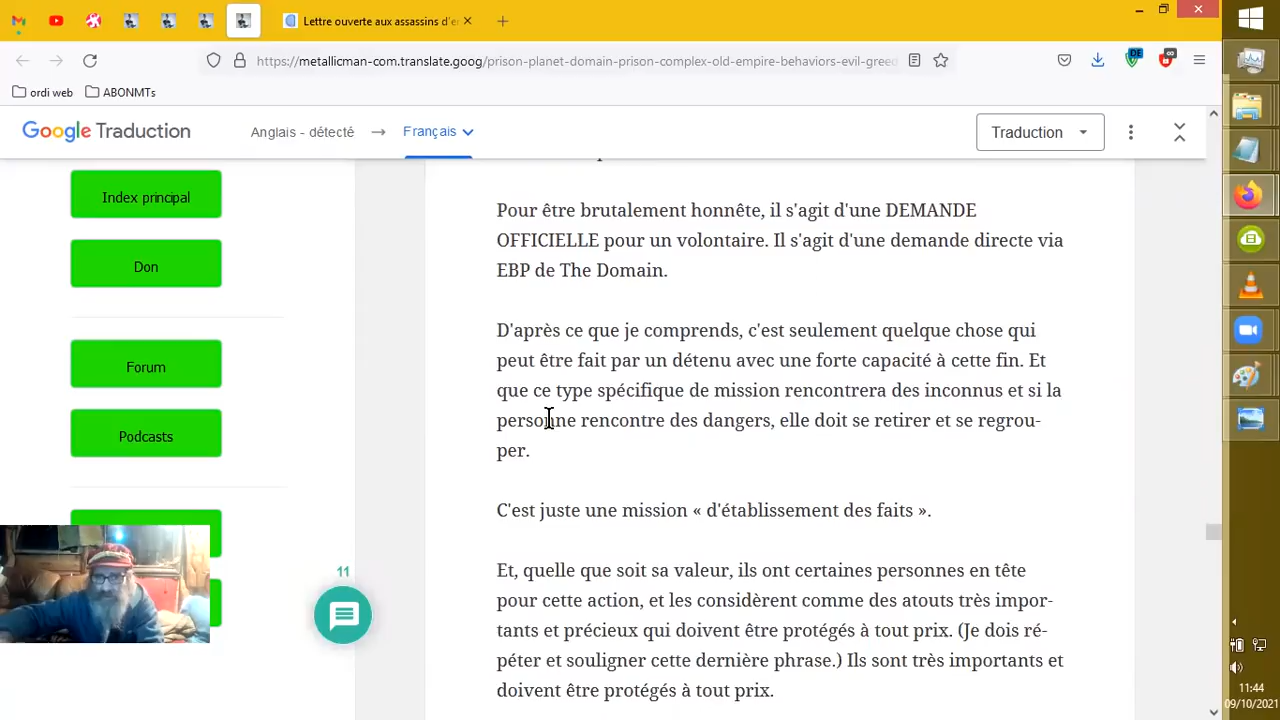 Lettre ouverte aux assassins d'e
https://metallicman-com.translate.goog/prison-planet-domain-prison-complex-old-empire-behaviors-evil-greed
DE
ordi web
ABONMTs
Google Traduction
Anglais - détecté
Français
Traduction
Index principal
Don
Forum
Podcasts
Pour être brutalement honnête, il s'agit d'une DEMANDE
OFFICIELLE pour un volontaire. Il s'agit d'une demande directe via
EBP de The Domain.
D'après ce que je comprends, c'est seulement quelque chose qui
peut être fait par un détenu avec une forte capacité à cette fin. Et
que ce type spécifique de mission rencontrera des inconnus et si la
personne rencontre des dangers, elle doit se retirer et se regrou-
per.
C'est juste une mission « d'établissement des faits ».
Et, quelle que soit sa valeur, ils ont certaines personnes en tête
pour cette action, et les considèrent comme des atouts très impor-
tants et précieux qui doivent être protégés à tout prix. (Je dois ré-
péter et souligner cette dernière phrase.) Ils sont très importants et
doivent être protégés à tout prix.
11
11:44
09/10/2021